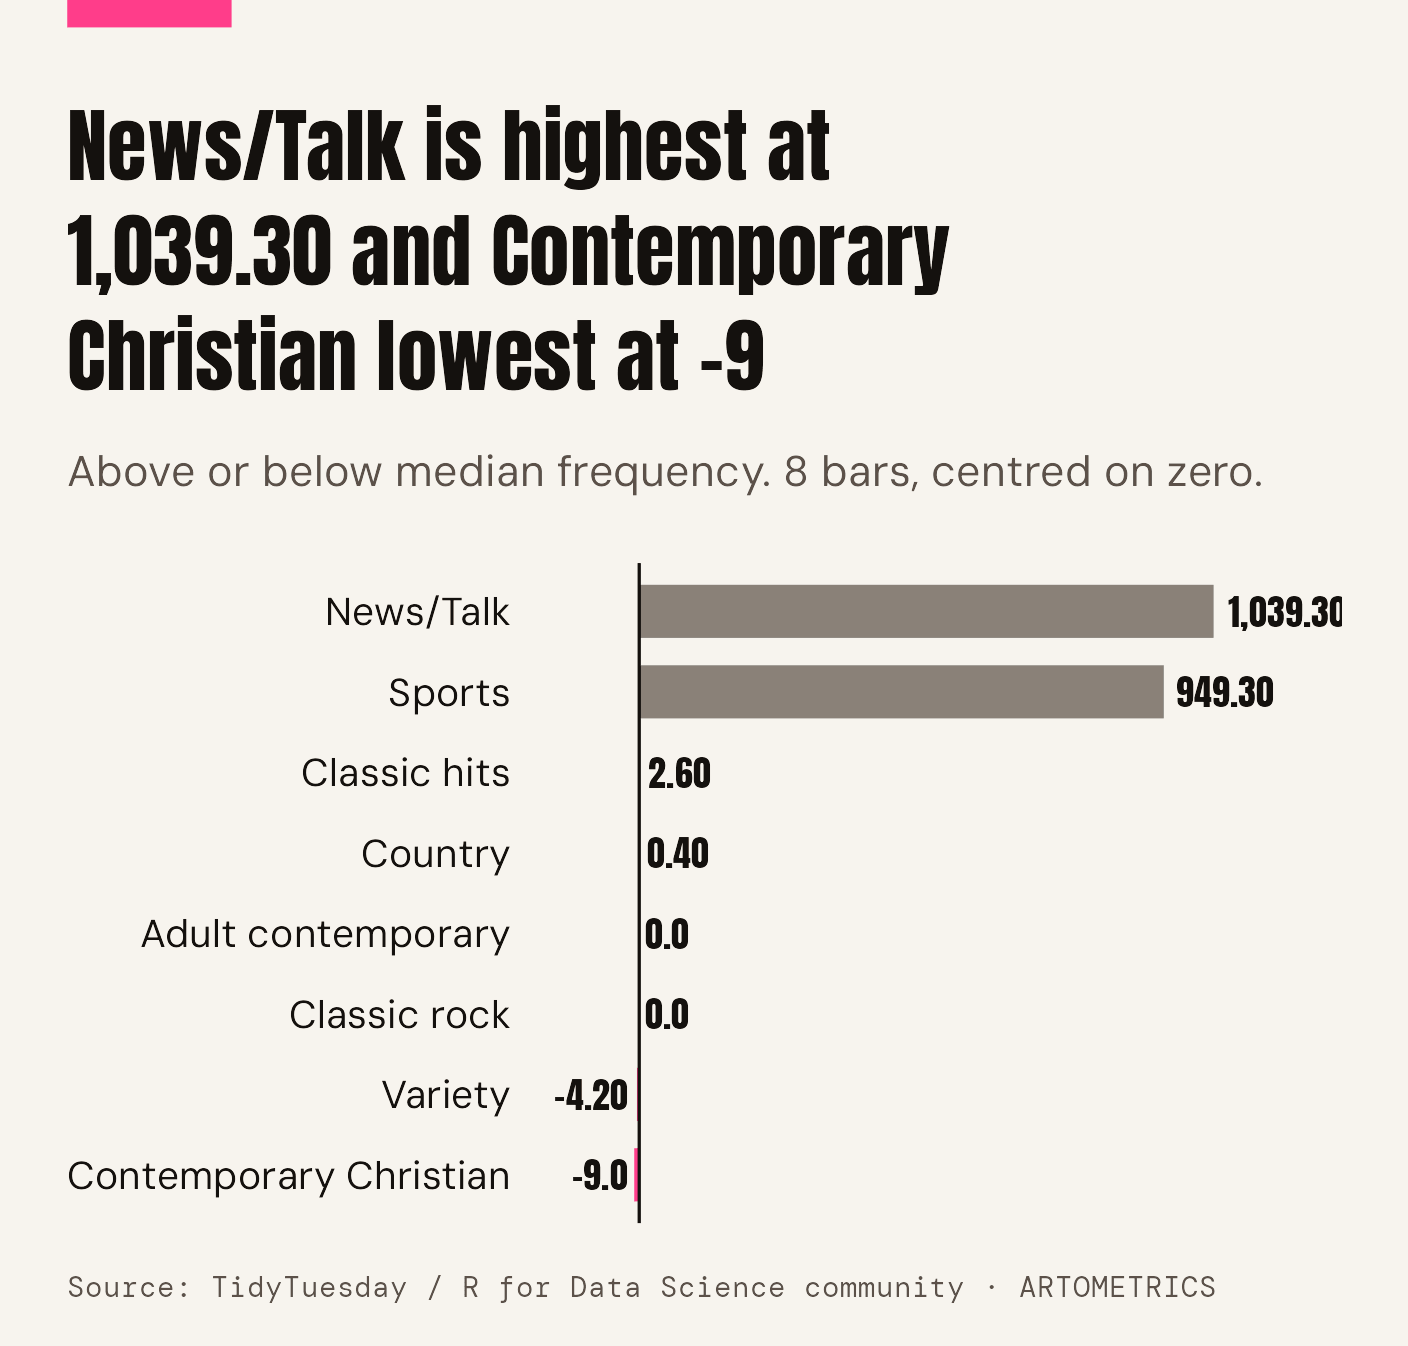 News/Talk is highest at
1,039.30 and Contemporary
Christian lowest at -9
Above or below median frequency. 8 bars, centred on zero.
News/Talk 1,039.30
Sports 949.30
Classic hits 2.60
Country 0.40
Adult contemporary 0.0
Classic rock 0.0
Variety -4.20
Contemporary Christian -9.0
Source: TidyTuesday / R for Data Science community · ARTOMETRICS